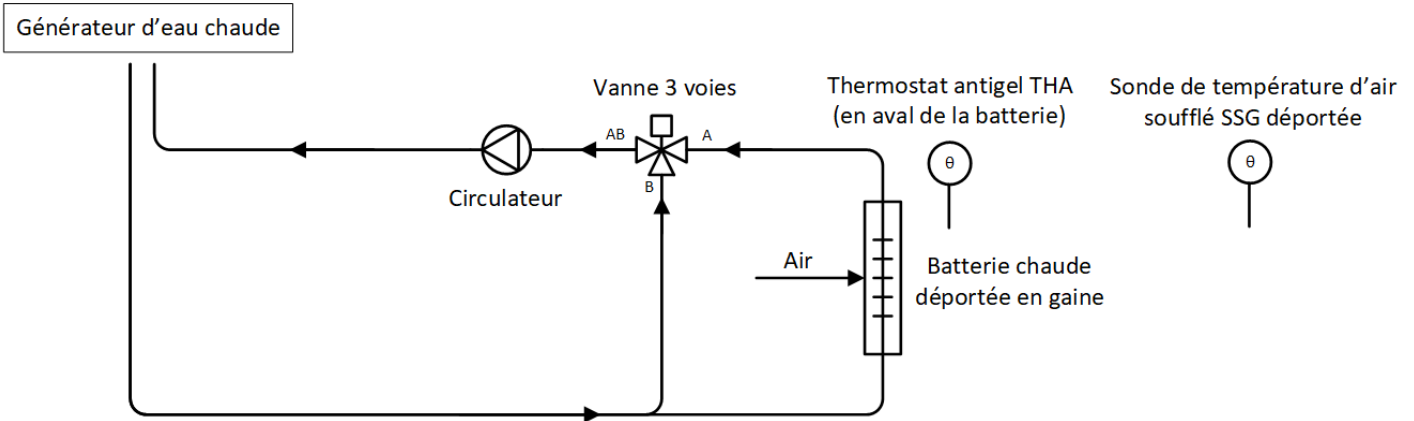 Générateur d’eau chaude
Vanne 3 voies
Thermostat antigel THA
(en aval de la batterie)
Sonde de température d’air
soufflé SSG déportée
AB
A
θ
θ
B
Circulateur
Air
Batterie chaude
déportée en gaine